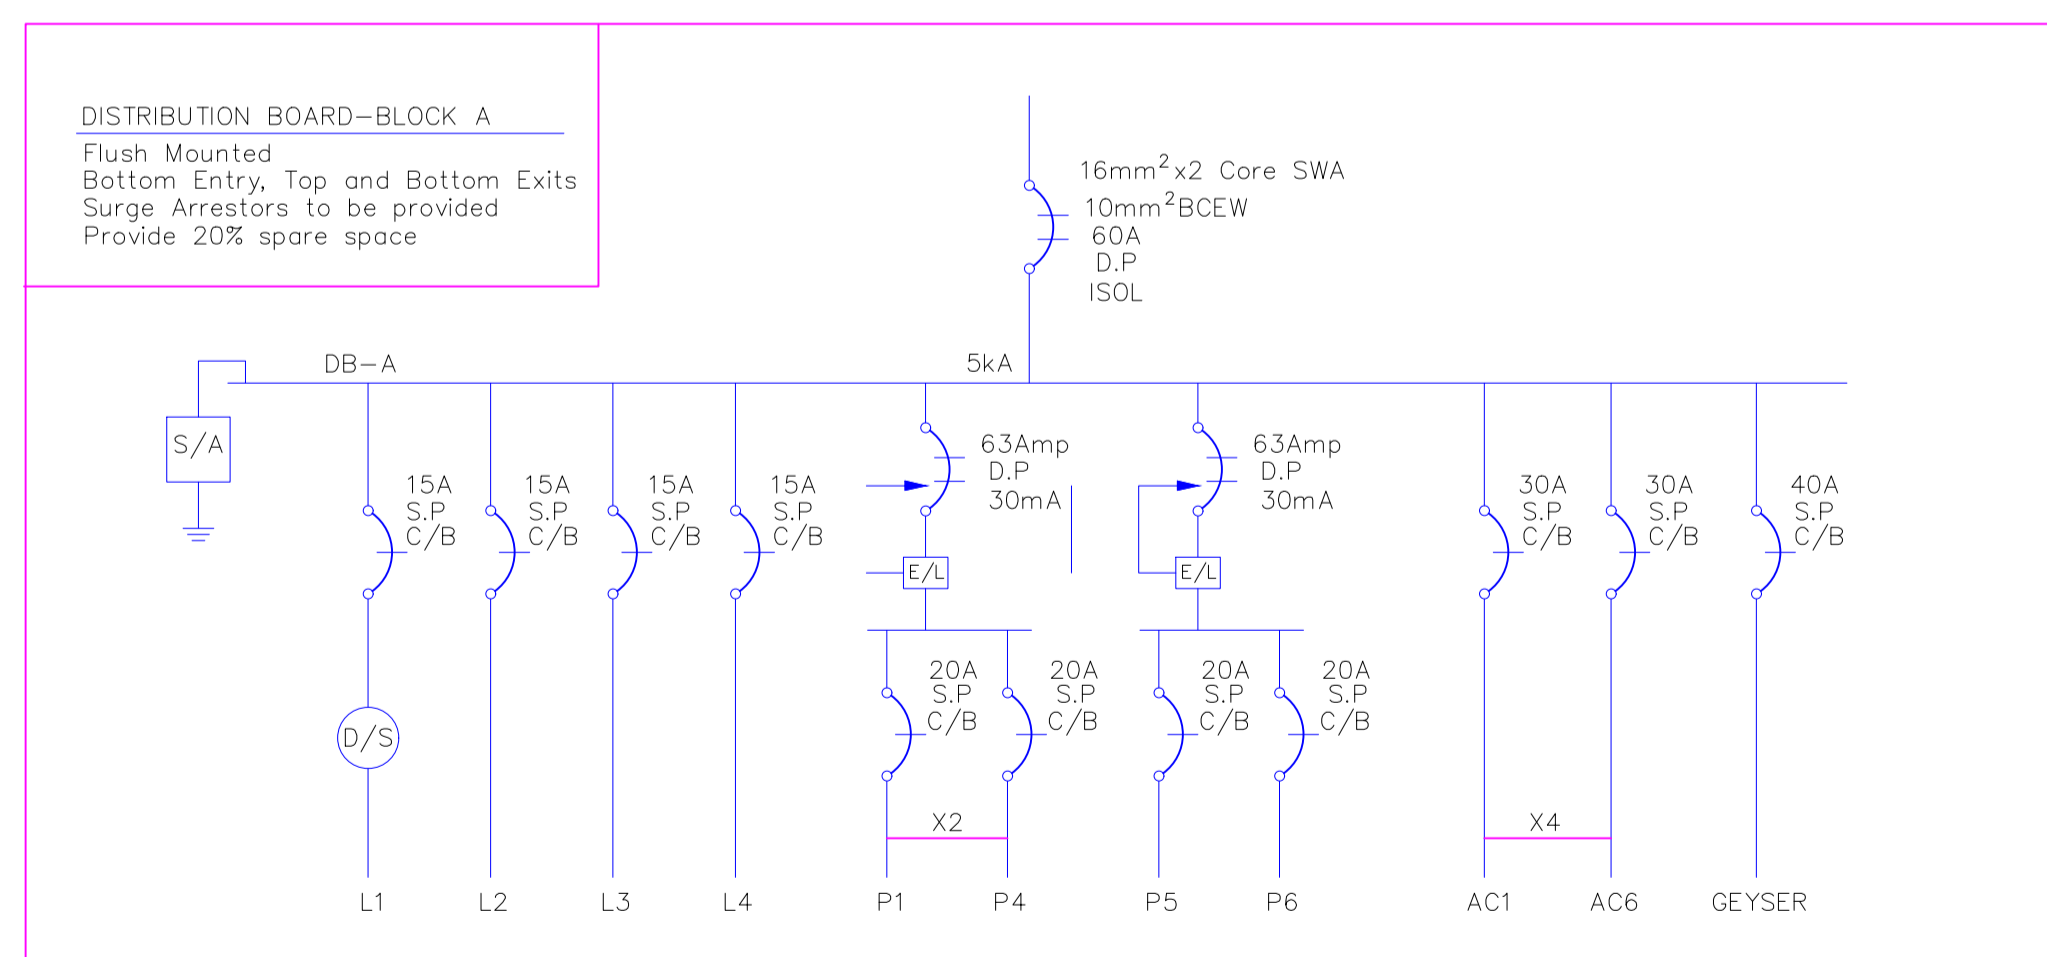 DISTRIBUTION BOARD-BLOCK A
Flush Mounted
Bottom Entry, Top and Bottom Exits
Surge Arrestors to be provided
Provide 20% spare space
16mm²x2 Core SWA
10mm²BCEW
60A
D.P
ISOL
DB-A
5kA
S/A
15A
S.P
C/B
15A
S.P
C/B
15A
S.P
C/B
15A
S.P
C/B
63Amp
D.P
30mA
E/L
63Amp
D.P
30mA
E/L
30A
S.P
C/B
30A
S.P
C/B
40A
S.P
C/B
20A
S.P
C/B
20A
S.P
C/B
20A
S.P
C/B
20A
S.P
C/B
D/S
X2
X4
L1
L2
L3
L4
P1
P4
P5
P6
AC1
AC6
GEYSER